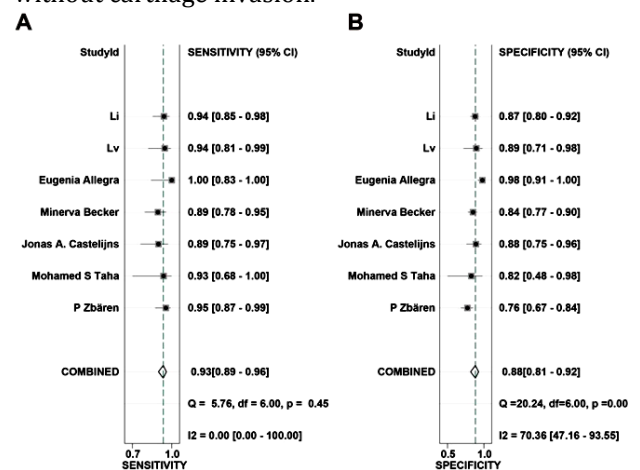 without cartilage invasion.
A
StudyId SENSITIVITY (95% CI)
Li 0.94 [0.85 - 0.98]
Lv 0.94 [0.81 - 0.99]
Eugenia Allegra 1.00 [0.83 - 1.00]
Minerva Becker 0.89 [0.78 - 0.95]
Jonas A. Castelijns 0.89 [0.75 - 0.97]
Mohamed S Taha 0.93 [0.68 - 1.00]
P Zbären 0.95 [0.87 - 0.99]
COMBINED 0.93[0.89 - 0.96]
Q = 5.76, df = 6.00, p = 0.45
I2 = 0.00 [0.00 - 100.00]
0.7 1.0
SENSITIVITY
B
StudyId SPECIFICITY (95% CI)
Li 0.87 [0.80 - 0.92]
Lv 0.89 [0.71 - 0.98]
Eugenia Allegra 0.98 [0.91 - 1.00]
Minerva Becker 0.84 [0.77 - 0.90]
Jonas A. Castelijns 0.88 [0.75 - 0.96]
Mohamed S Taha 0.82 [0.48 - 0.98]
P Zbären 0.76 [0.67 - 0.84]
COMBINED 0.88[0.81 - 0.92]
Q =20.24, df=6.00, p =0.00
I2 = 70.36 [47.16 - 93.55]
0.5 1.0
SPECIFICITY